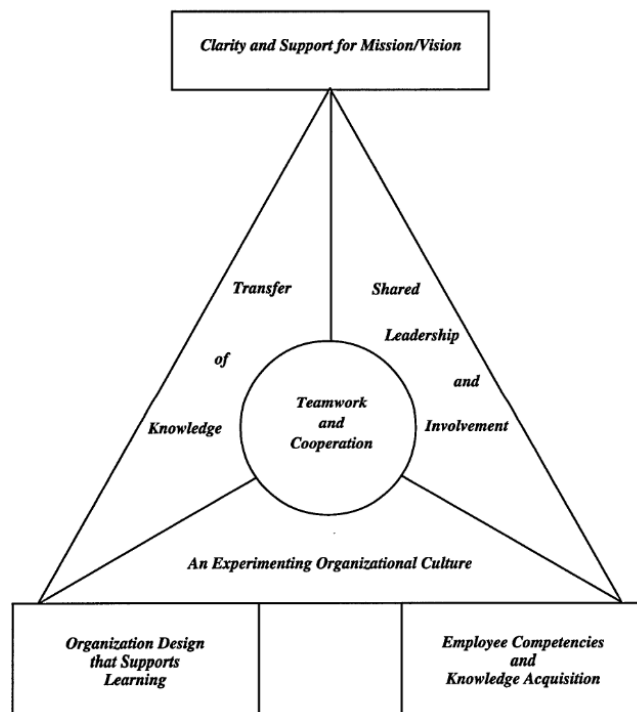 Clarity and Support for Mission/Vision
Transfer
of
Knowledge
Shared
Leadership
and
Involvement
Teamwork
and
Cooperation
An Experimenting Organizational Culture
Organization Design
that Supports
Learning
Employee Competencies
and
Knowledge Acquisition